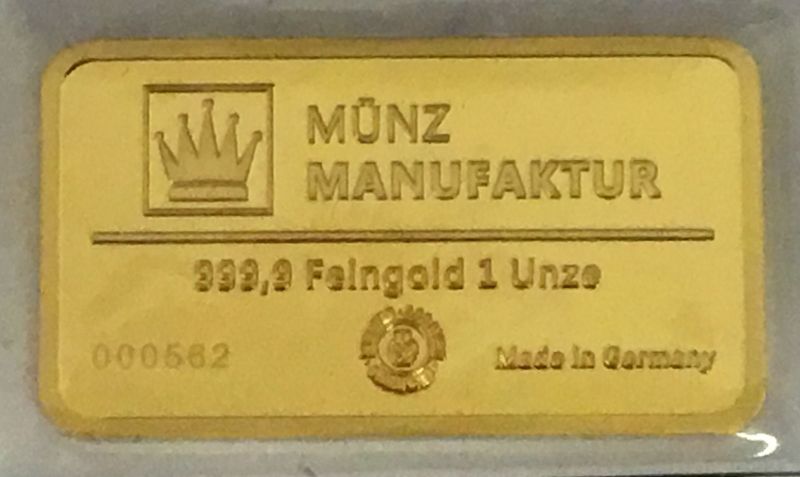 MÜNZ
MANUFAKTUR
999,9 Feingold 1 Unze
000562
Made in Germany